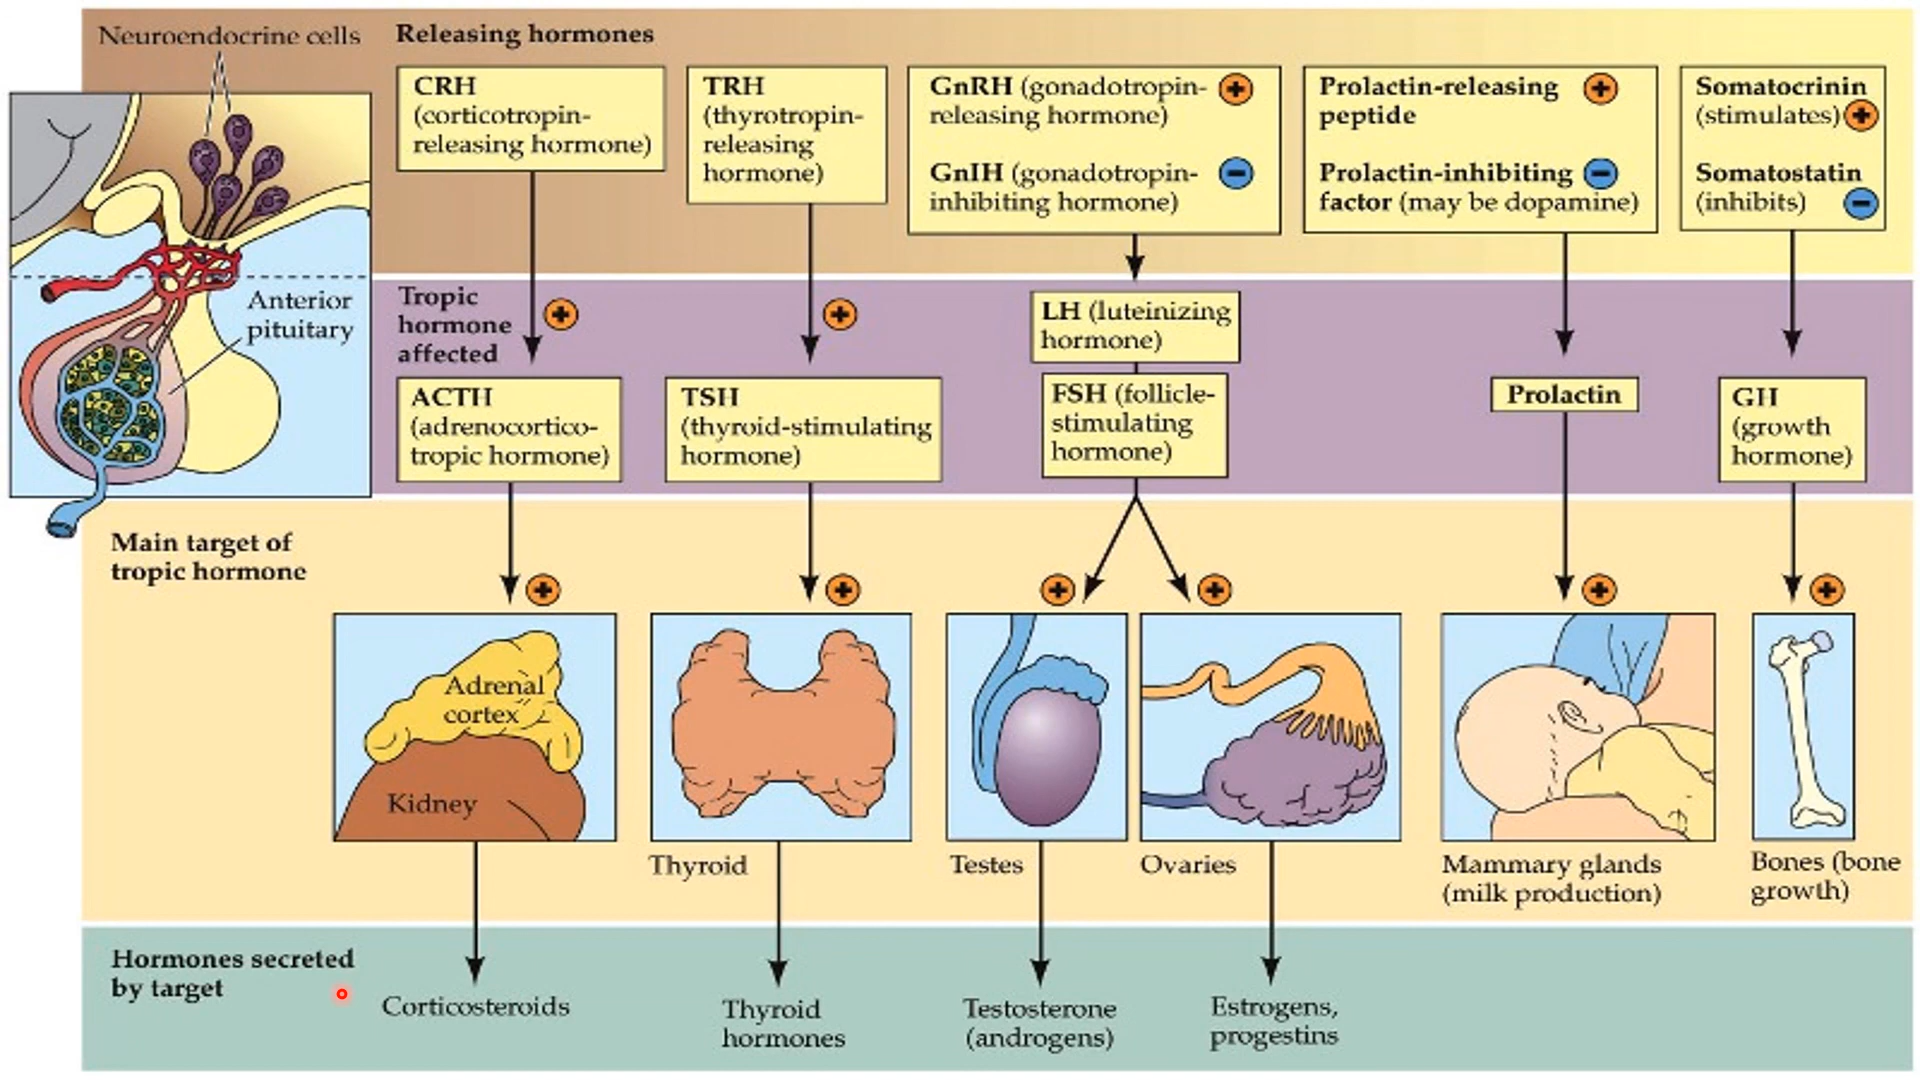 Neuroendocrine cells
Releasing hormones
CRH
(corticotropin-
releasing hormone)
TRH
(thyrotropin-
releasing
hormone)
GnRH (gonadotropin-
releasing hormone)
+
GnIH (gonadotropin-
inhibiting hormone)
−
Prolactin-releasing
peptide
+
Prolactin-inhibiting
factor (may be dopamine)
−
Somatocrinin
(stimulates)
+
Somatostatin
(inhibits)
−
Anterior
pituitary
Tropic
hormone
affected
+
+
ACTH
(adrenocortico-
tropic hormone)
TSH
(thyroid-stimulating
hormone)
LH (luteinizing
hormone)
FSH (follicle-
stimulating
hormone)
Prolactin
GH
(growth
hormone)
Main target of
tropic hormone
+
+
+
+
+
+
Adrenal
cortex
Kidney
Thyroid
Testes
Ovaries
Mammary glands
(milk production)
Bones (bone
growth)
Hormones secreted
by target
Corticosteroids
Thyroid
hormones
Testosterone
(androgens)
Estrogens,
progestins